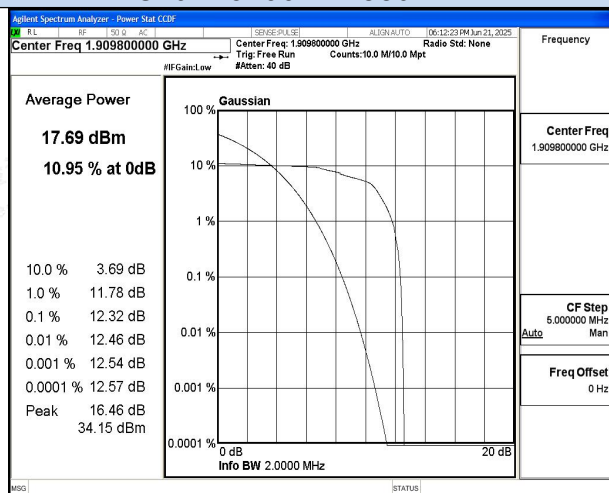 Agilent Spectrum Analyzer - Power Stat CCDF
RL RF 50 Ω AC SENSE:PULSE ALIGN AUTO 06:12:23 PM Jun 21, 2025
Center Freq 1.909800000 GHz
Center Freq: 1.909800000 GHz Radio Std: None
Trig: Free Run Counts:10.0 M/10.0 Mpt
#IFGain:Low #Atten: 40 dB
Frequency
Average Power
17.69 dBm
10.95 % at 0dB
10.0 % 3.69 dB
1.0 % 11.78 dB
0.1 % 12.32 dB
0.01 % 12.46 dB
0.001 % 12.54 dB
0.0001 % 12.57 dB
Peak 16.46 dB
34.15 dBm
Gaussian
100 %
10 %
1 %
0.1 %
0.01 %
0.001 %
0.0001 %
0 dB 20 dB
Info BW 2.0000 MHz
Center Freq
1.909800000 GHz
CF Step
5.000000 MHz
Auto Man
Freq Offset
0 Hz
MSG STATUS